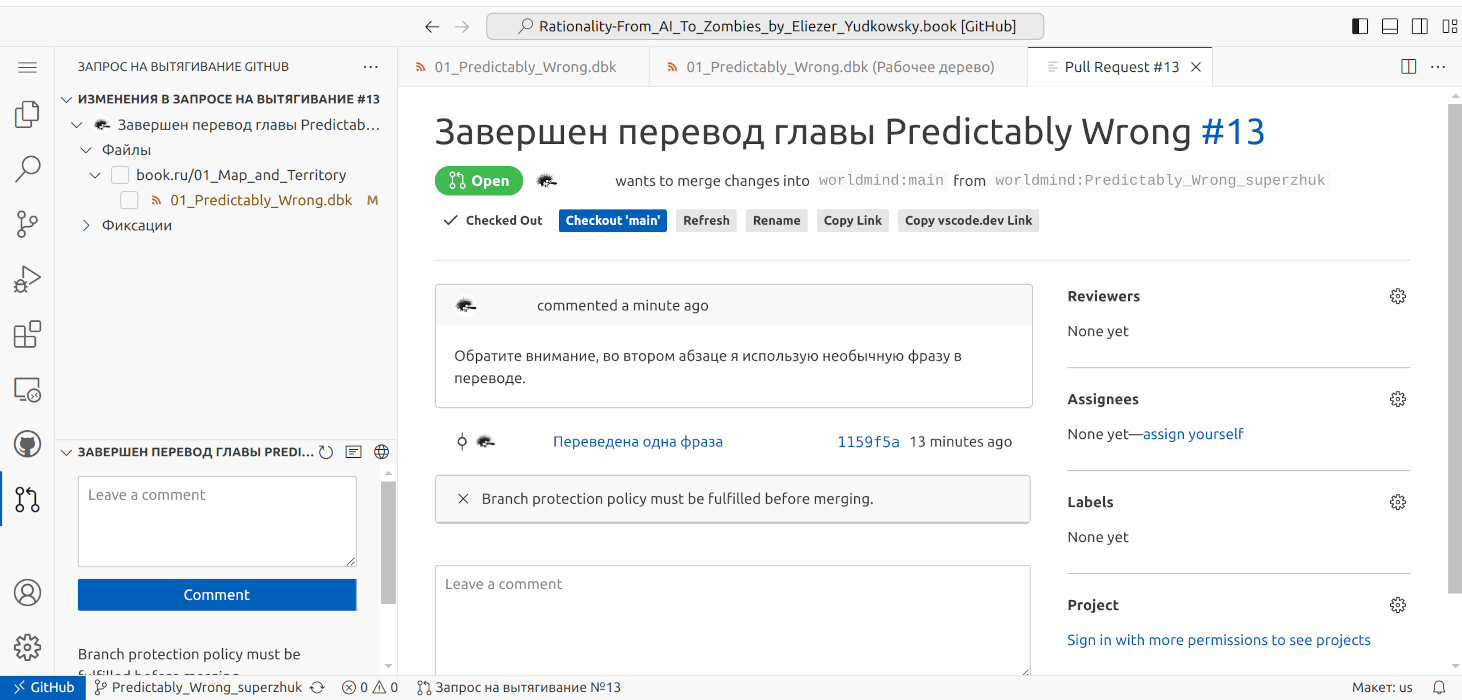 Rationality-From_AI_To_Zombies_by_Eliezer_Yudkowsky.book [GitHub]
ЗАПРОС НА ВЫТЯГИВАНИЕ GITHUB
01_Predictably_Wrong.dbk
01_Predictably_Wrong.dbk (Рабочее дерево)
Pull Request #13
ИЗМЕНЕНИЯ В ЗАПРОСЕ НА ВЫТЯГИВАНИЕ #13
Завершен перевод главы Predictab...
Файлы
book.ru/01_Map_and_Territory
01_Predictably_Wrong.dbk M
Фиксации
Завершен перевод главы Predictably Wrong #13
Open wants to merge changes into worldmind:main from worldmind:Predictably_Wrong_superzhuk
Checked Out Checkout 'main' Refresh Rename Copy Link Copy vscode.dev Link
commented a minute ago
Обратите внимание, во втором абзаце я использую необычную фразу в
переводе.
Переведена одна фраза 1159f5a 13 minutes ago
Branch protection policy must be fulfilled before merging.
Leave a comment
Reviewers
None yet
Assignees
None yet—assign yourself
Labels
None yet
Project
Sign in with more permissions to see projects
ЗАВЕРШЕН ПЕРЕВОД ГЛАВЫ PREDI...
Leave a comment
Comment
Branch protection policy must be
fulfilled before merging
GitHub Predictably_Wrong_superzhuk 0 0 Запрос на вытягивание №13 Макет: us